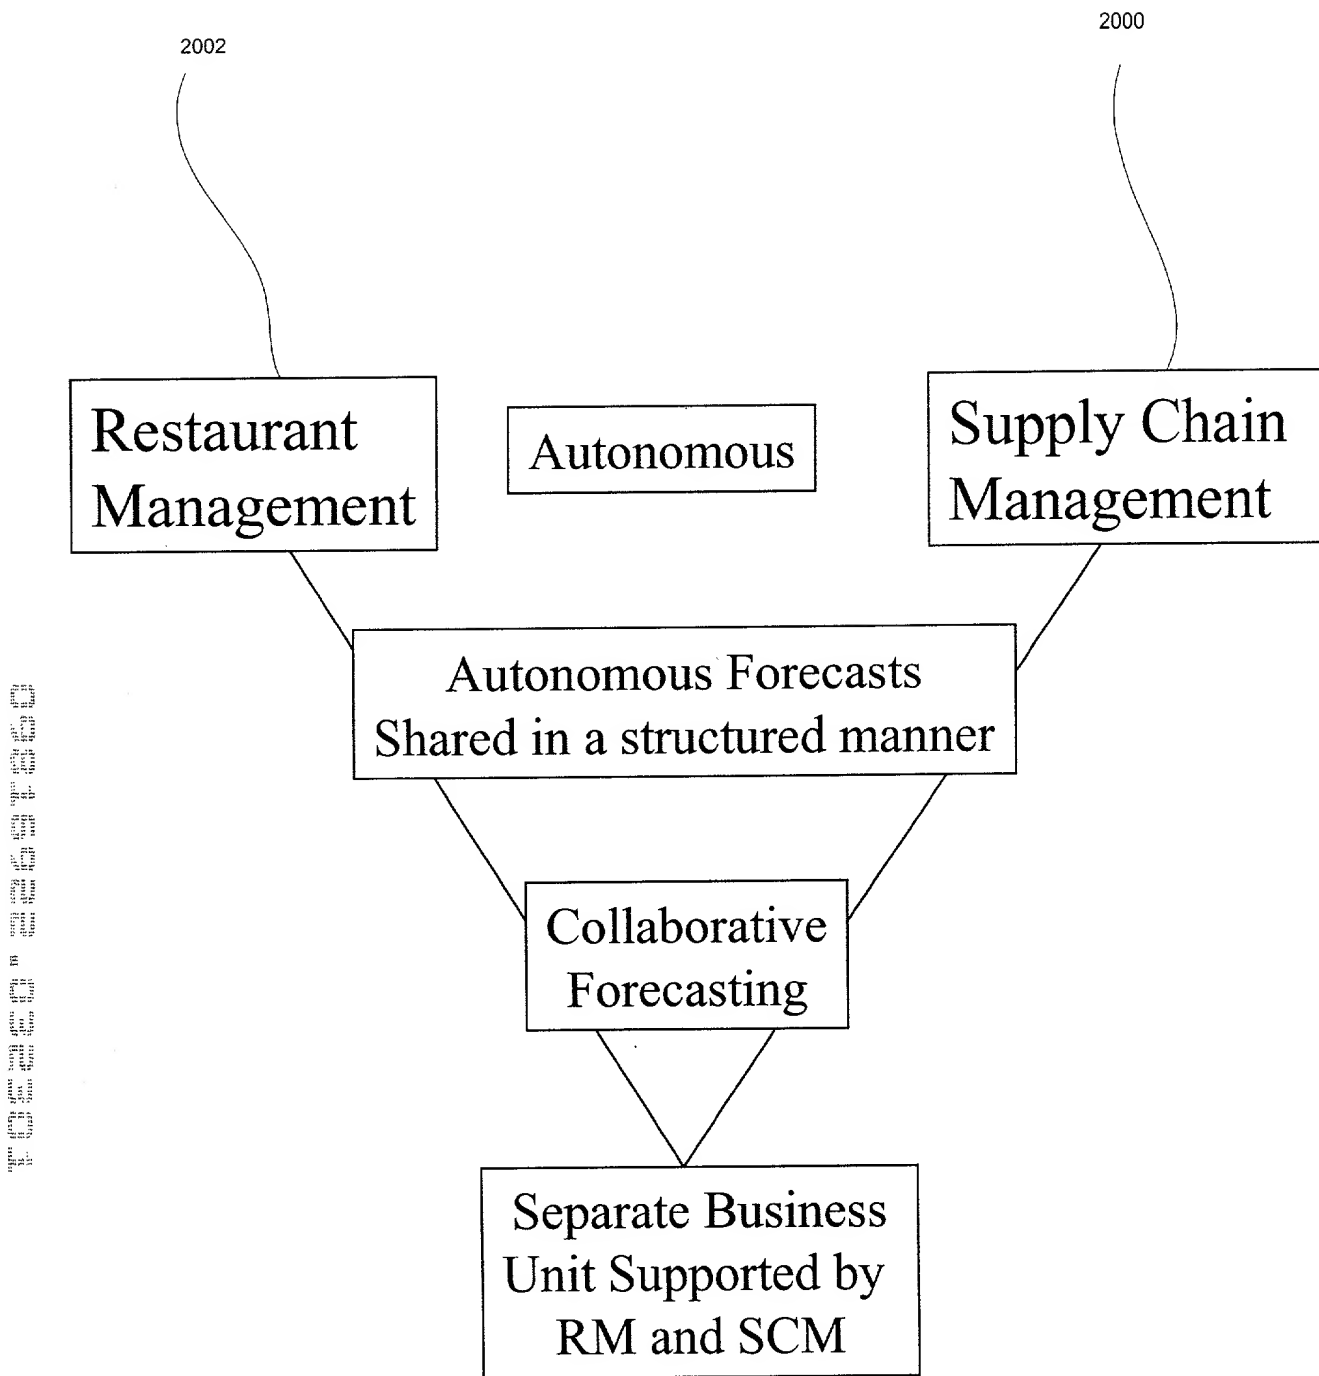 2002
2000
Restaurant
Management
Autonomous
Supply Chain
Management
Autonomous Forecasts
Shared in a structured manner
Collaborative
Forecasting
Separate Business
Unit Supported by
RM and SCM